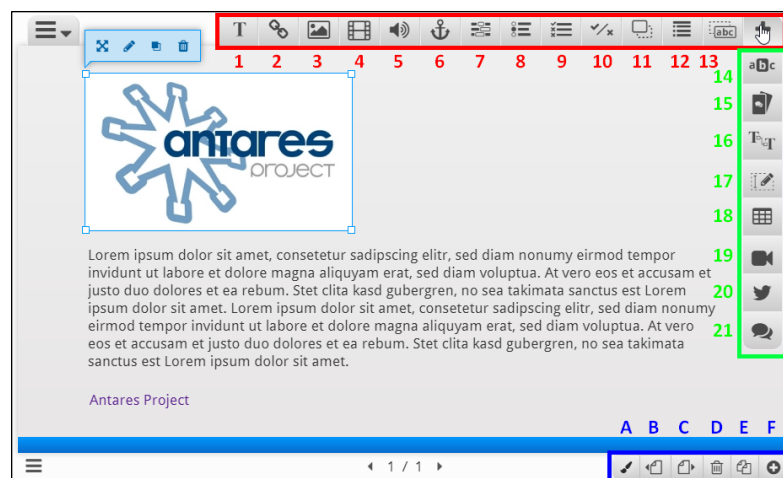 T
abc
1 2 3 4 5 6 7 8 9 10 11 12 13
14 abc
15
16 T T
17
18
19
20
21
antares
project
Lorem ipsum dolor sit amet, consetetur sadipscing elitr, sed diam nonumy eirmod tempor
invidunt ut labore et dolore magna aliquyam erat, sed diam voluptua. At vero eos et accusam et
justo duo dolores et ea rebum. Stet clita kasd gubergren, no sea takimata sanctus est Lorem
ipsum dolor sit amet. Lorem ipsum dolor sit amet, consetetur sadipscing elitr, sed diam nonumy
eirmod tempor invidunt ut labore et dolore magna aliquyam erat, sed diam voluptua. At vero
eos et accusam et justo duo dolores et ea rebum. Stet clita kasd gubergren, no sea takimata
sanctus est Lorem ipsum dolor sit amet.
Antares Project
A B C D E F
1 / 1